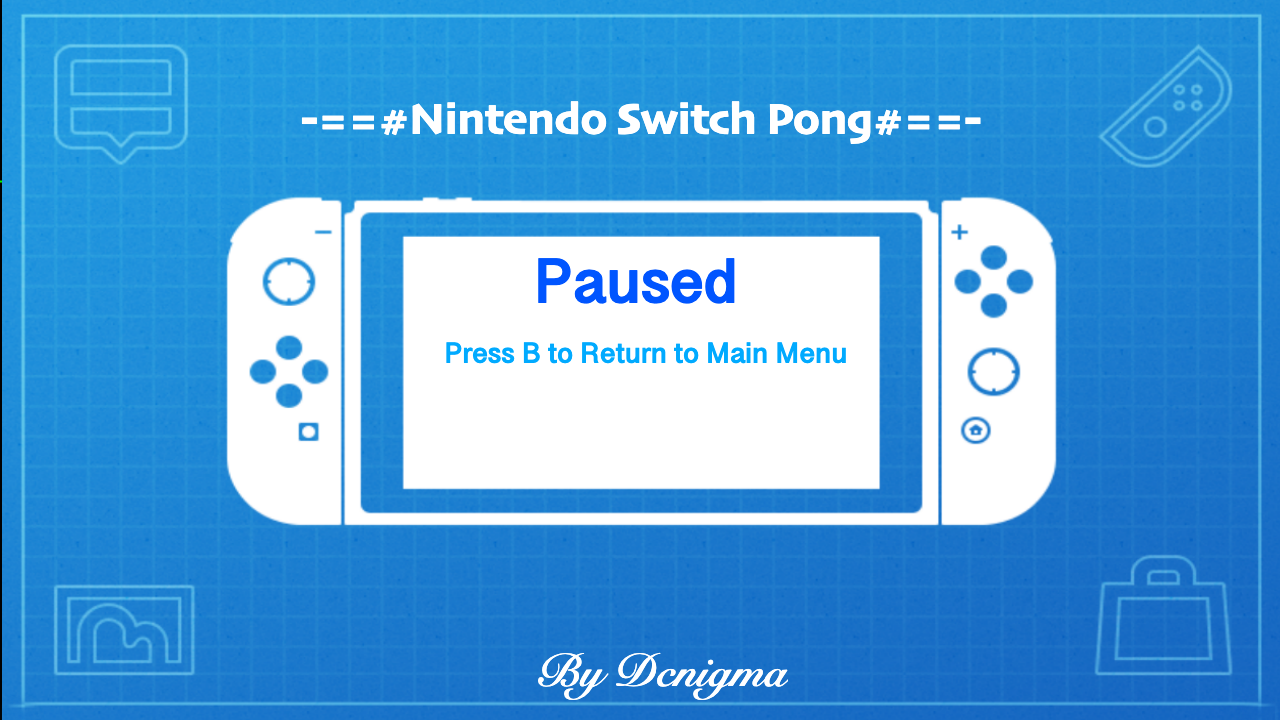 -==#Nintendo Switch Pong#==-
Paused
Press B to Return to Main Menu
By Dcnigma